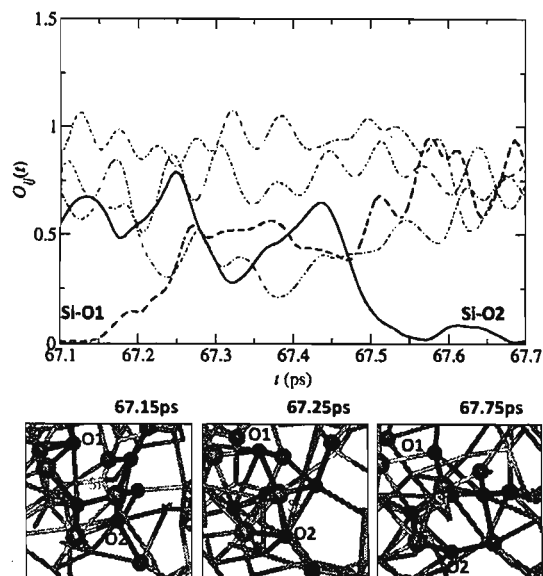 1.5
1
0.5
0
O_ij(t)
Si-O1
Si-O2
67.1 67.2 67.3 67.4 67.5 67.6 67.7
t (ps)
67.15ps 67.25ps 67.75ps
O1 O1 O1
Si
O2 O2 O2